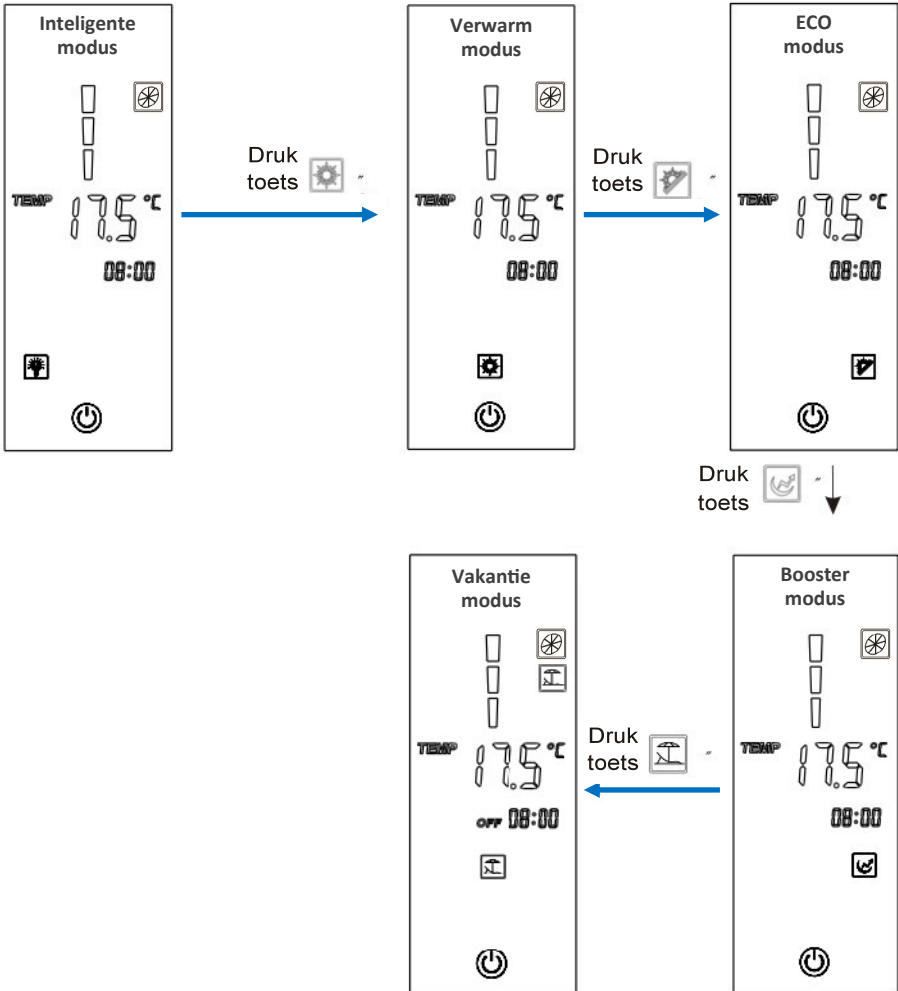 Inteligente
modus
TEMP 17.5 °C
08:00
Druk
toets "
Verwarm
modus
TEMP 17.5 °C
08:00
Druk
toets "
ECO
modus
TEMP 17.5 °C
08:00
Druk
toets "
Booster
modus
TEMP 17.5 °C
08:00
Druk
toets "
Vakantie
modus
TEMP 17.5 °C
OFF 08:00